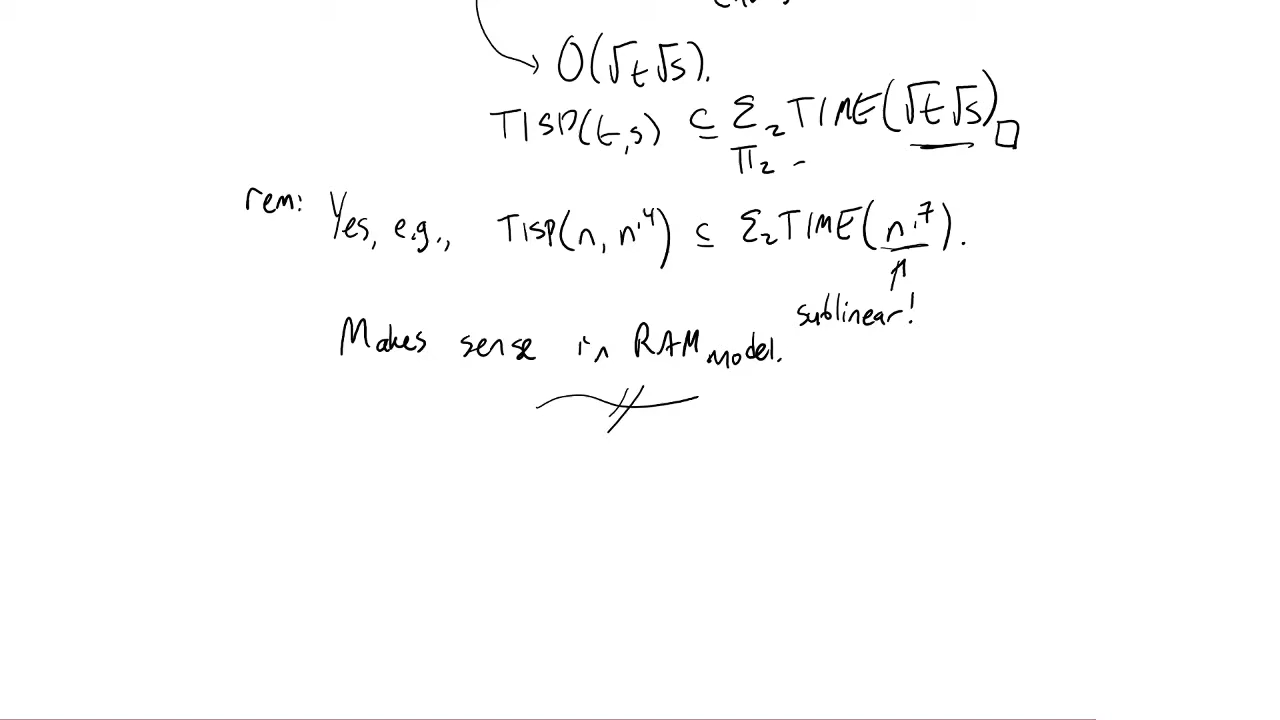 O(√t √s).
TISP(t,s) ⊆ Σ₂TIME(√t √s) □
Π₂ -
rem: Yes, e.g., TISP(n, n^.4) ⊆ Σ₂TIME(n^.7).
sublinear!
Makes sense in RAM model.